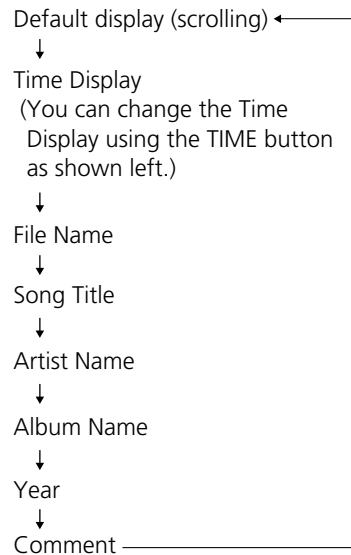 Default display (scrolling)
Time Display
(You can change the Time
Display using the TIME button
as shown left.)
File Name
Song Title
Artist Name
Album Name
Year
Comment